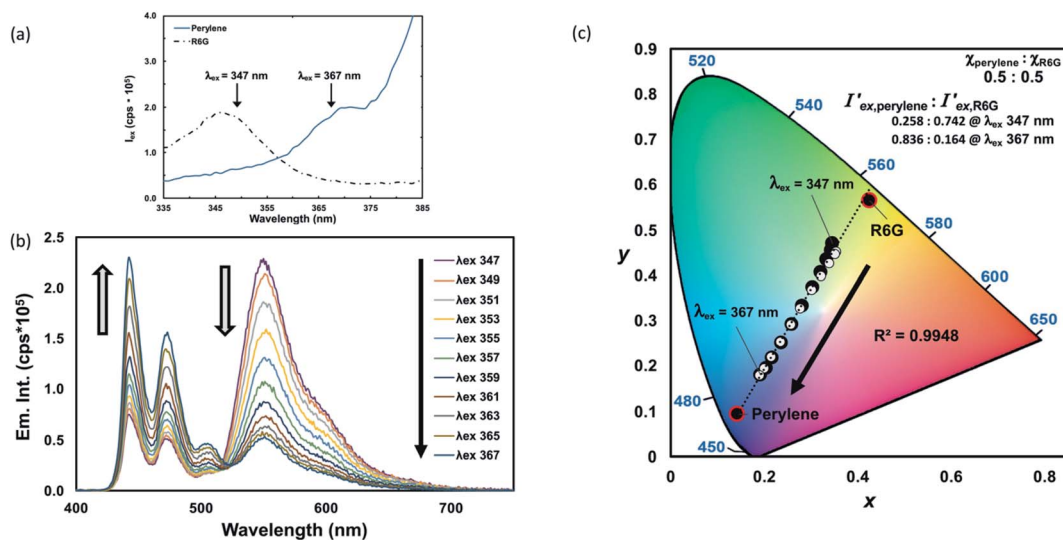 (a)
4.0
3.0
2.0
1.0
0.0
I_ex (cps · 10⁵)
Perylene
R6G
λ_ex = 347 nm
λ_ex = 367 nm
335 345 355 365 375 385
Wavelength (nm)
(b)
2.5
2.0
1.5
1.0
0.5
0.0
Em. Int. (cps*10⁵)
λex 347
λex 349
λex 351
λex 353
λex 355
λex 357
λex 359
λex 361
λex 363
λex 365
λex 367
400 500 600 700
Wavelength (nm)
(c)
0.9
0.8
0.7
0.6
0.5
0.4
0.3
0.2
0.1
0
y
χperylene : χR6G
0.5 : 0.5
I'ex,perylene : I'ex,R6G
0.258 : 0.742 @ λex 347 nm
0.836 : 0.164 @ λex 367 nm
520
540
560
λex = 347 nm
R6G
580
600
λex = 367 nm
650
R² = 0.9948
480
Perylene
450
0 0.2 0.4 0.6 0.8
x